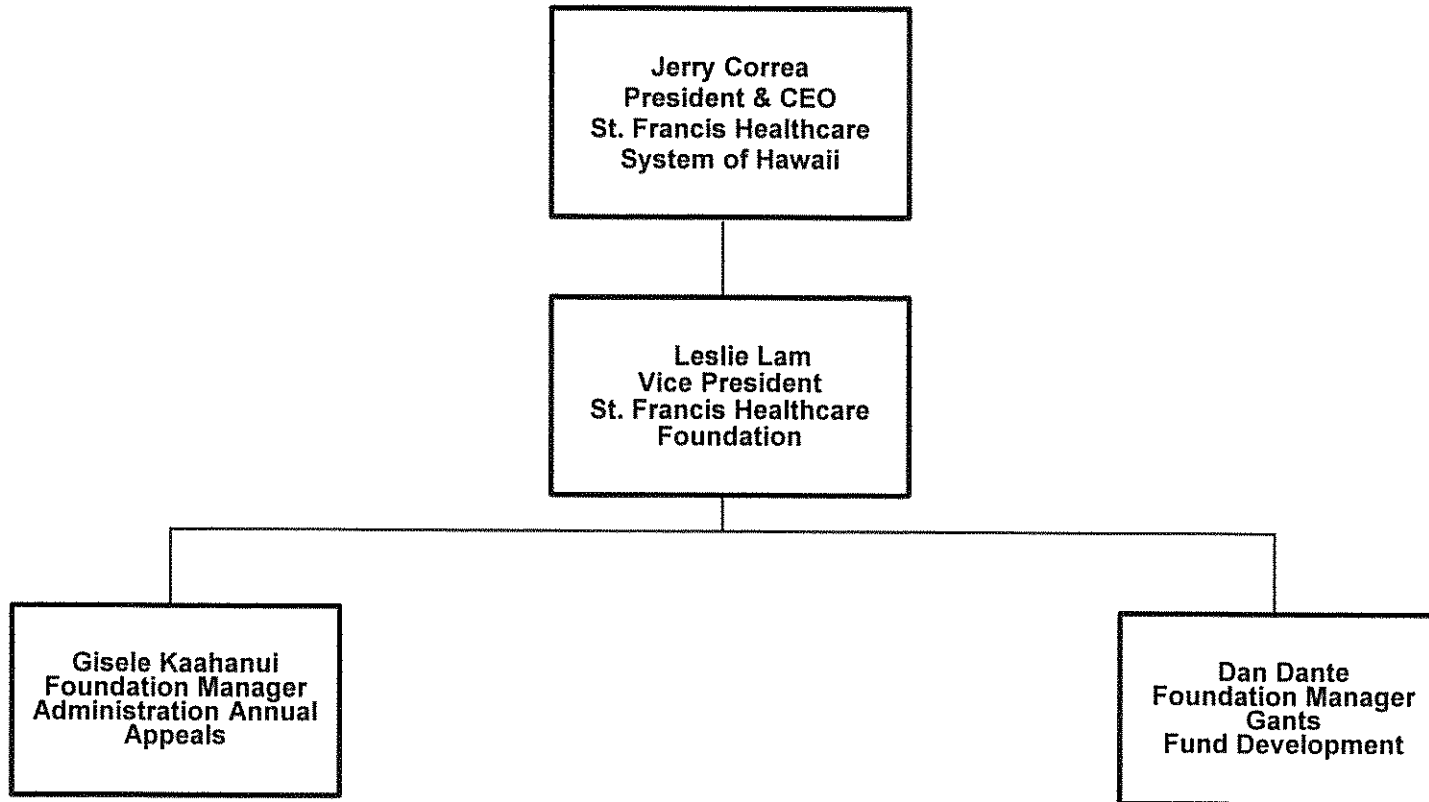 Jerry Correa
President & CEO
St. Francis Healthcare
System of Hawaii
Leslie Lam
Vice President
St. Francis Healthcare
Foundation
Gisele Kaahanui
Foundation Manager
Administration Annual
Appeals
Dan Dante
Foundation Manager
Gants
Fund Development